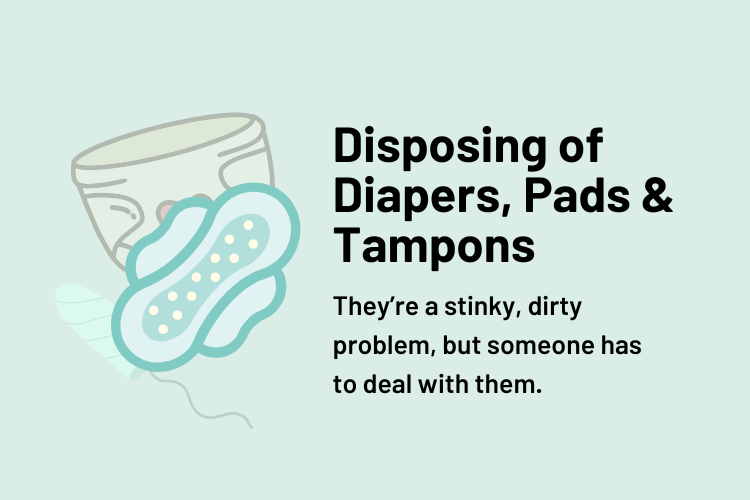 Disposing of
Diapers, Pads &
Tampons
They’re a stinky, dirty
problem, but someone has
to deal with them.